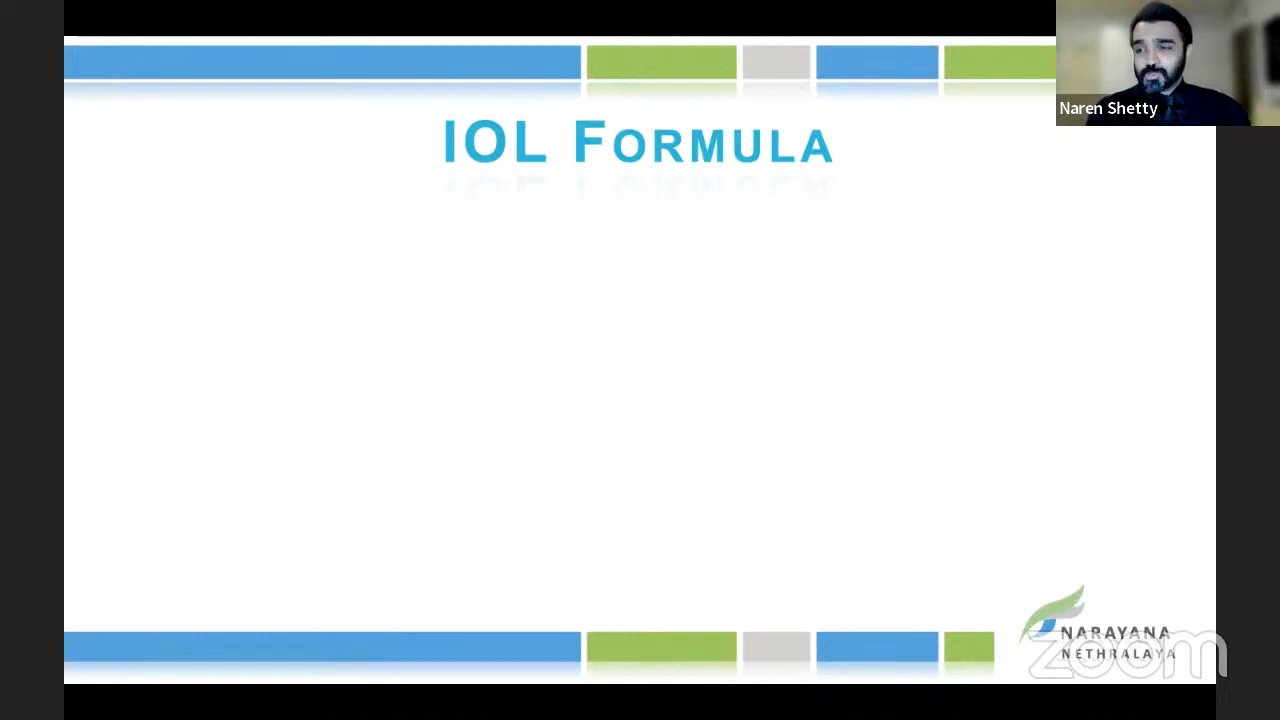 Naren Shetty
IOL FORMULA
NARAYANA
NETHRALAYA
zoom